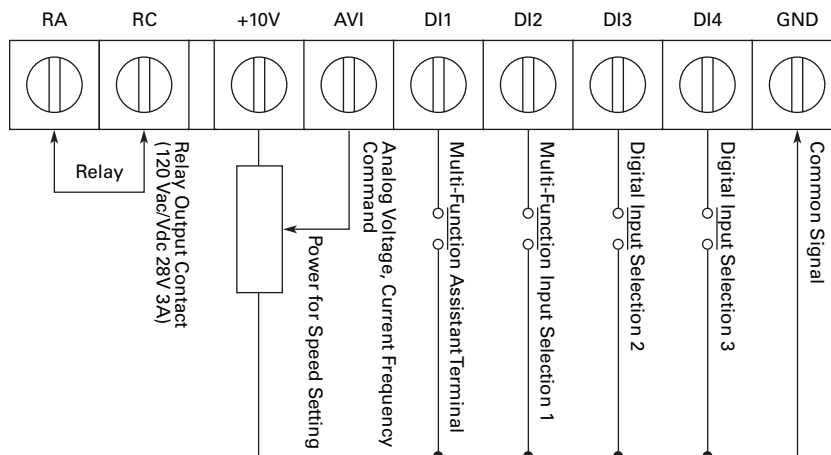 RA RC +10V AVI DI1 DI2 DI3 DI4 GND
Relay
Relay Output Contact
(120 Vac/Vdc 28V 3A)
Power for Speed Setting
Analog Voltage, Current Frequency
Command
Multi-Function Assistant Terminal
Multi-Function Input Selection 1
Digital Input Selection 2
Digital Input Selection 3
Common Signal